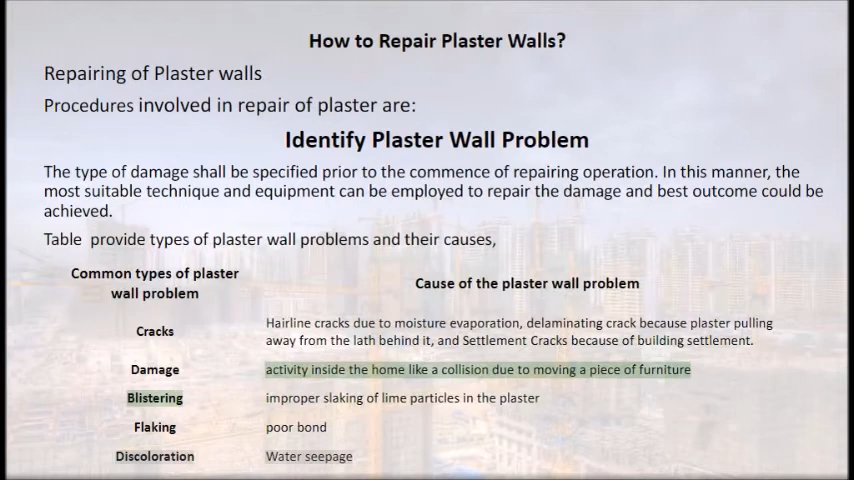 How to Repair Plaster Walls?
Repairing of Plaster walls
Procedures involved in repair of plaster are:
Identify Plaster Wall Problem
The type of damage shall be specified prior to the commence of repairing operation. In this manner, the
most suitable technique and equipment can be employed to repair the damage and best outcome could be
achieved.
Table provide types of plaster wall problems and their causes,
Common types of plaster
wall problem
Cause of the plaster wall problem
Cracks
Hairline cracks due to moisture evaporation, delaminating crack because plaster pulling
away from the lath behind it, and Settlement Cracks because of building settlement.
Damage
activity inside the home like a collision due to moving a piece of furniture
Blistering
improper slaking of lime particles in the plaster
Flaking
poor bond
Discoloration
Water seepage